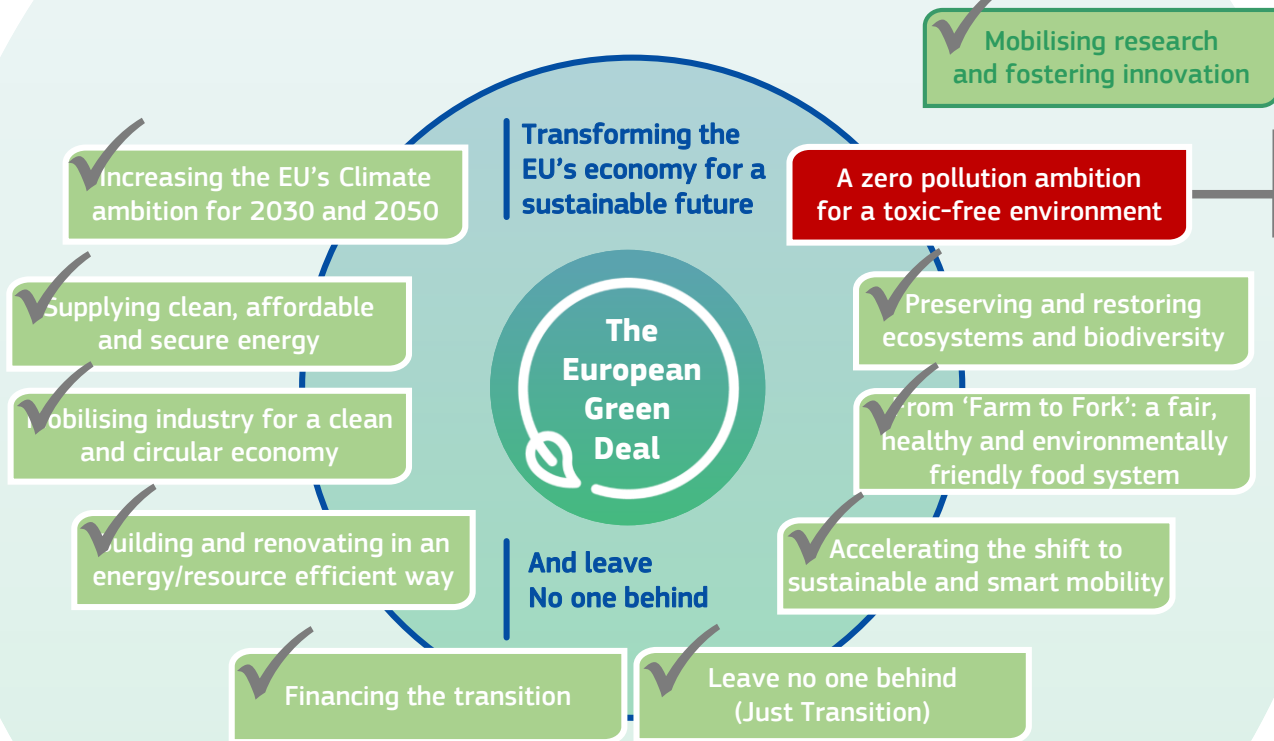 Mobilising research
and fostering innovation
Transforming the
EU's economy for a
sustainable future
Increasing the EU's Climate
ambition for 2030 and 2050
A zero pollution ambition
for a toxic-free environment
Supplying clean, affordable
and secure energy
Preserving and restoring
ecosystems and biodiversity
The
European
Green
Deal
Mobilising industry for a clean
and circular economy
From 'Farm to Fork': a fair,
healthy and environmentally
friendly food system
Building and renovating in an
energy/resource efficient way
And leave
No one behind
Accelerating the shift to
sustainable and smart mobility
Financing the transition
Leave no one behind
(Just Transition)